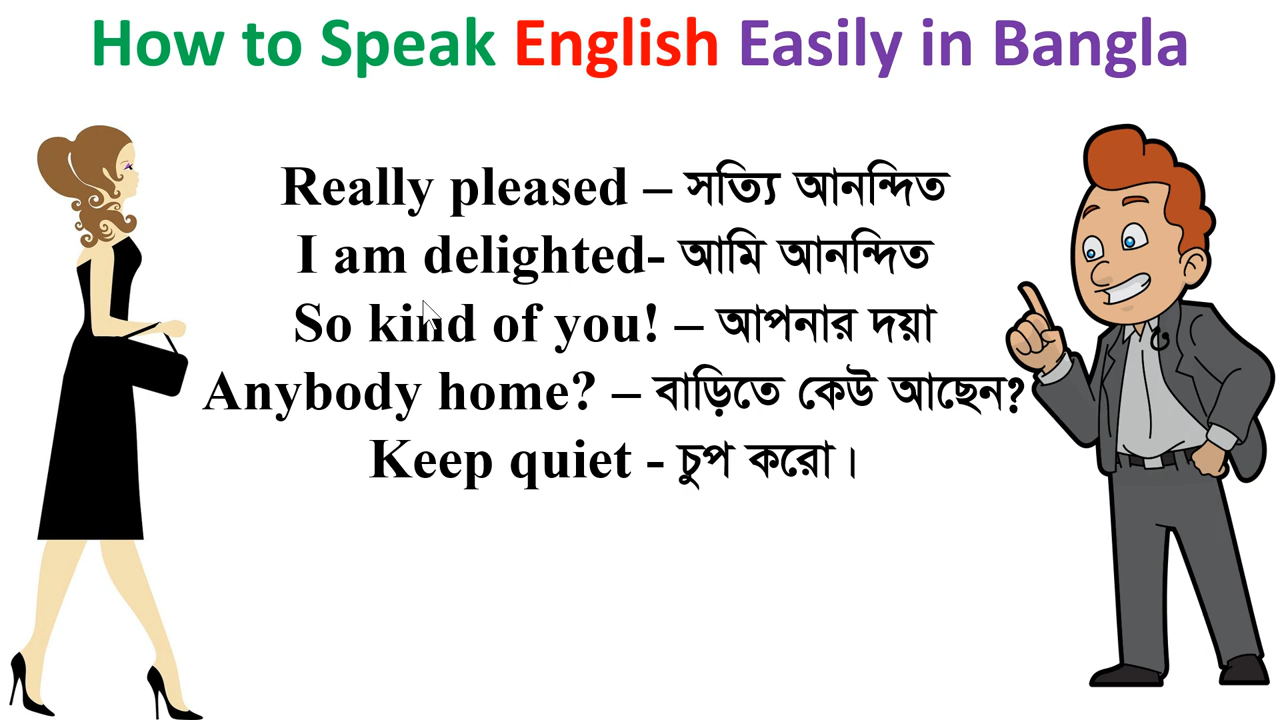 How to Speak English Easily in Bangla
Really pleased – সত্যি আনন্দিত
I am delighted- আমি আনন্দিত
So kind of you! – আপনার দয়া
Anybody home? – বাড়িতে কেউ আছেন?
Keep quiet - চুপ করো।